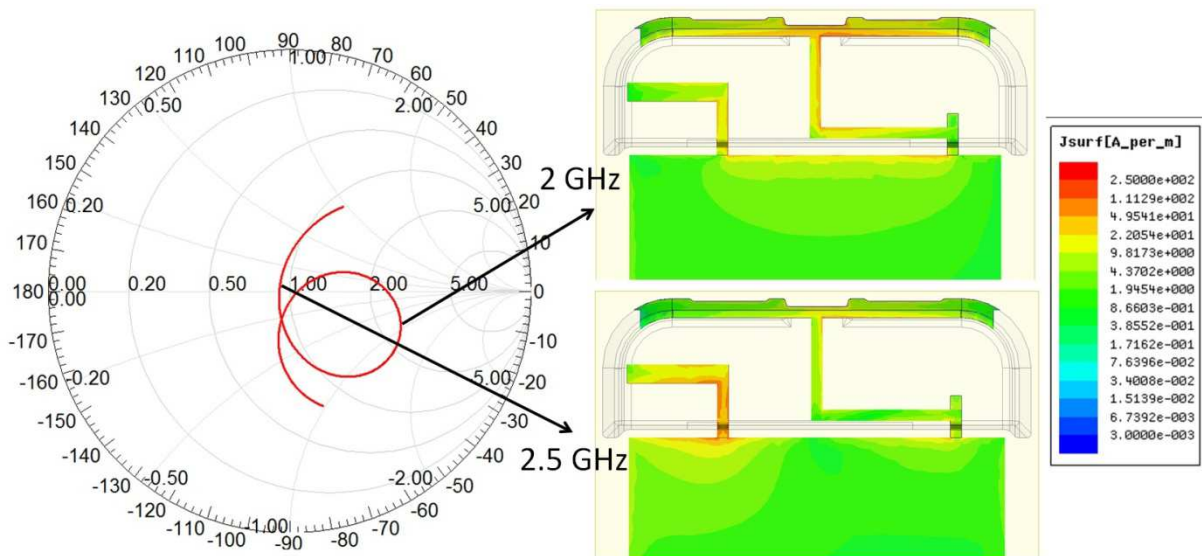 90
100
80
110
70
120
60
130
50
140
40
150
30
160
20
170
10
180
0
-170
-10
-160
-20
-150
-30
-140
-40
-130
-50
-120
-60
-110
-70
-100
-80
-90
1.00
0.50
2.00
0.20
5.00
0.00
0.00
0.20 0.50 1.00 2.00 5.00
-0.20
-5.00
-0.50
-2.00
-1.00
2 GHz
2.5 GHz
Jsurf[A_per_m]
2.5000e+002
1.1129e+002
4.9541e+001
2.2054e+001
9.8173e+000
4.3702e+000
1.9454e+000
8.6603e-001
3.8552e-001
1.7162e-001
7.6396e-002
3.4008e-002
1.5139e-002
6.7392e-003
3.0000e-003